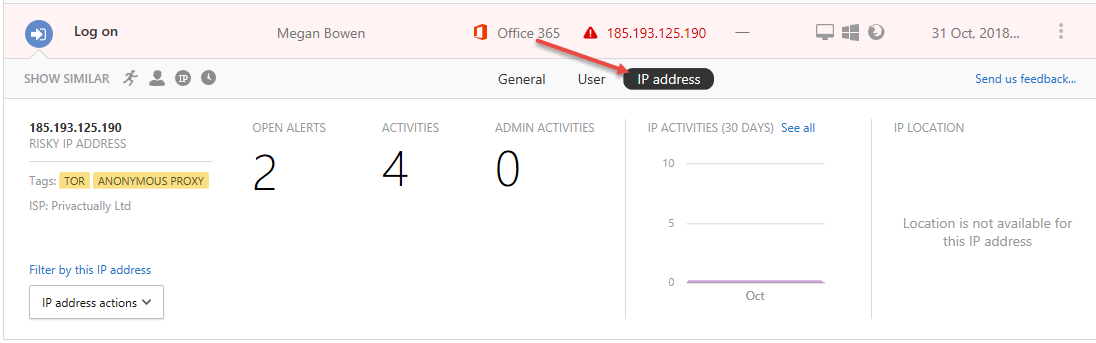 Log on
Megan Bowen
Office 365
185.193.125.190
—
31 Oct, 2018...
SHOW SIMILAR
IP
General
User
IP address
Send us feedback...
185.193.125.190
RISKY IP ADDRESS
Tags: TOR ANONYMOUS PROXY
ISP: Privactually Ltd
Filter by this IP address
IP address actions
OPEN ALERTS
2
ACTIVITIES
4
ADMIN ACTIVITIES
0
IP ACTIVITIES (30 DAYS) See all
10
5
0
Oct
IP LOCATION
Location is not available for
this IP address